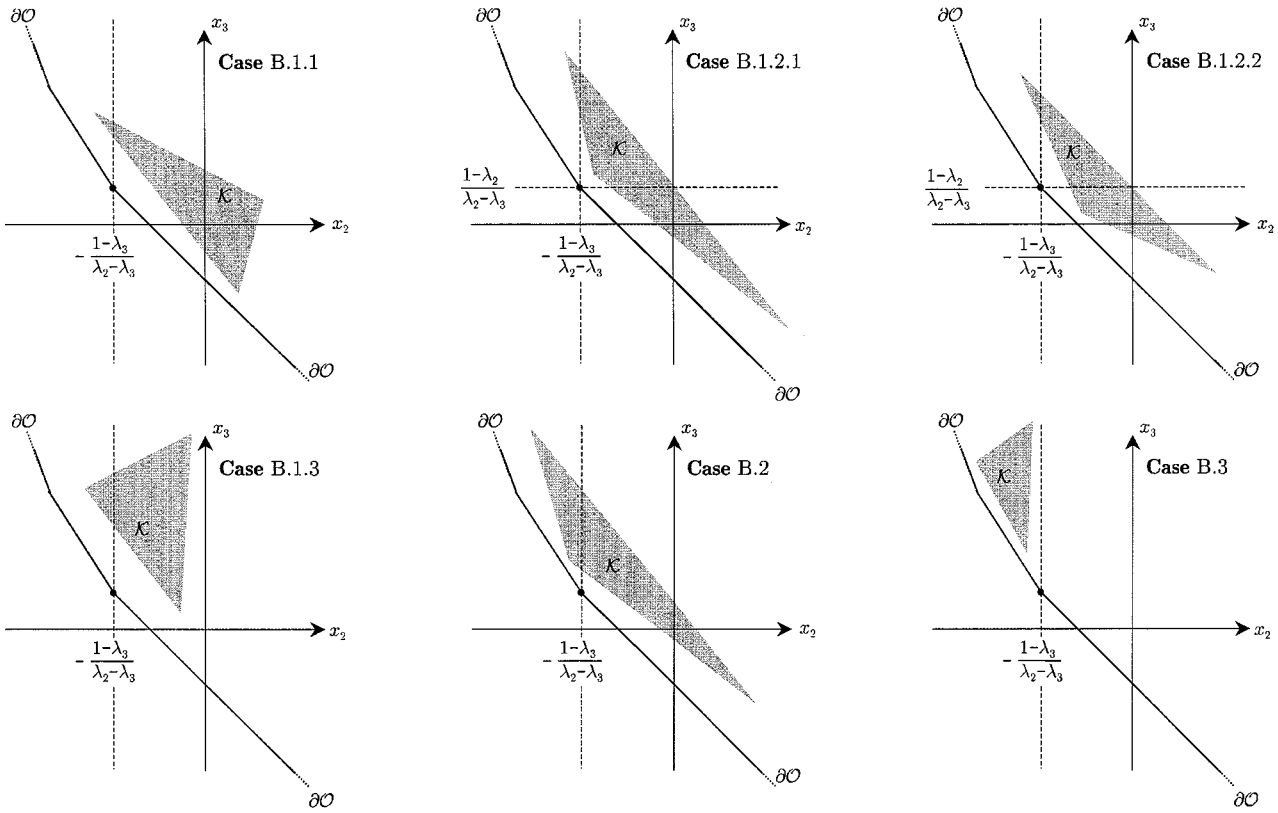 ∂𝒪
x₃
Case B.1.1
𝒦
x₂
- (1-λ₃)/(λ₂-λ₃)
∂𝒪
∂𝒪
x₃
Case B.1.2.1
𝒦
(1-λ₂)/(λ₂-λ₃)
x₂
- (1-λ₃)/(λ₂-λ₃)
∂𝒪
∂𝒪
x₃
Case B.1.2.2
𝒦
(1-λ₂)/(λ₂-λ₃)
x₂
- (1-λ₃)/(λ₂-λ₃)
∂𝒪
∂𝒪
x₃
Case B.1.3
𝒦
x₂
- (1-λ₃)/(λ₂-λ₃)
∂𝒪
∂𝒪
x₃
Case B.2
𝒦
x₂
- (1-λ₃)/(λ₂-λ₃)
∂𝒪
∂𝒪
x₃
Case B.3
𝒦
x₂
- (1-λ₃)/(λ₂-λ₃)
∂𝒪